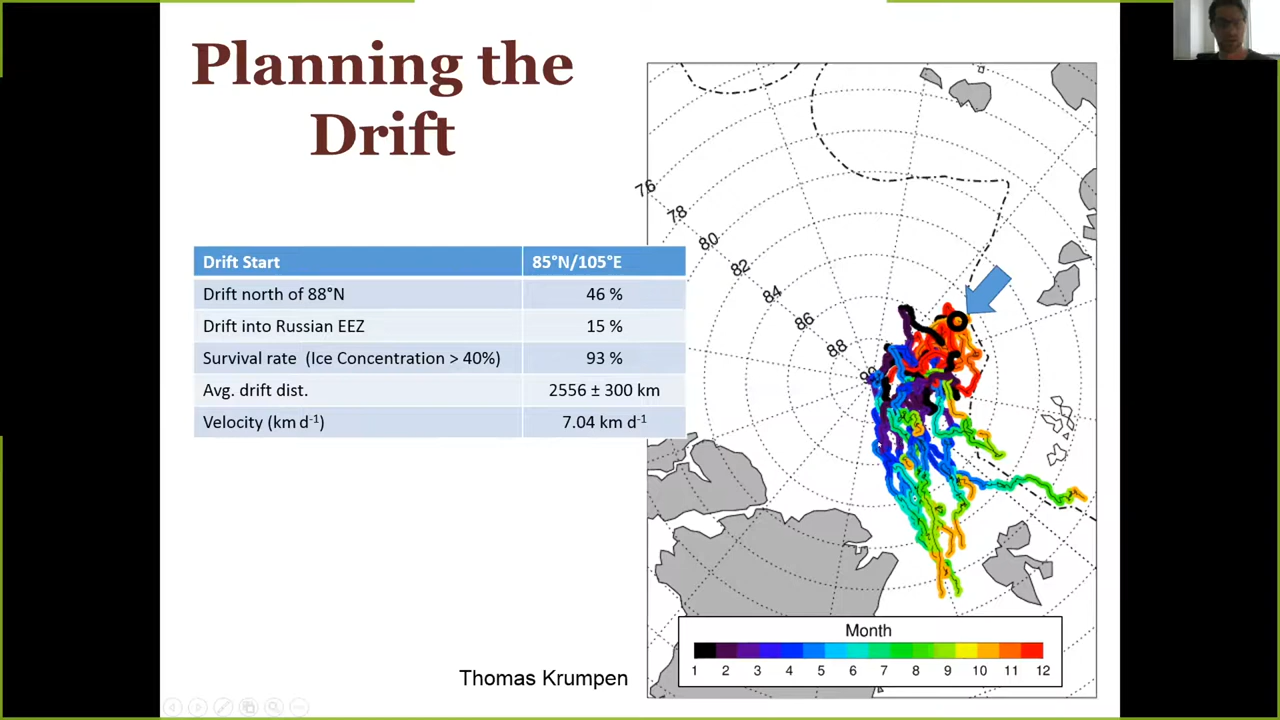 Planning the
Drift
Drift Start 85°N/105°E
Drift north of 88°N 46 %
Drift into Russian EEZ 15 %
Survival rate (Ice Concentration > 40%) 93 %
Avg. drift dist. 2556 ± 300 km
Velocity (km d-1) 7.04 km d-1
76
78
80
82
84
86
88
90
Month
1 2 3 4 5 6 7 8 9 10 11 12
Thomas Krumpen